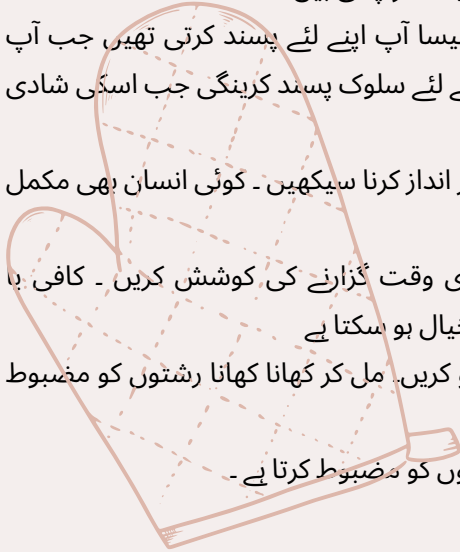 یسا آپ اپنے لئے پسند کرتی تھیں جب آپ
لئے سلوک پسند کرینگی جب اسکی شادی
انداز کرنا سیکھیں ۔ کوئی انسان بھی مکمل
وقت گزارنے کی کوشش کریں ۔ کافی یا
خیال ہو سکتا ہے
کریں۔ مل کر کھانا کھانا رشتوں کو مضبوط
کو مضبوط کرتا ہے ۔